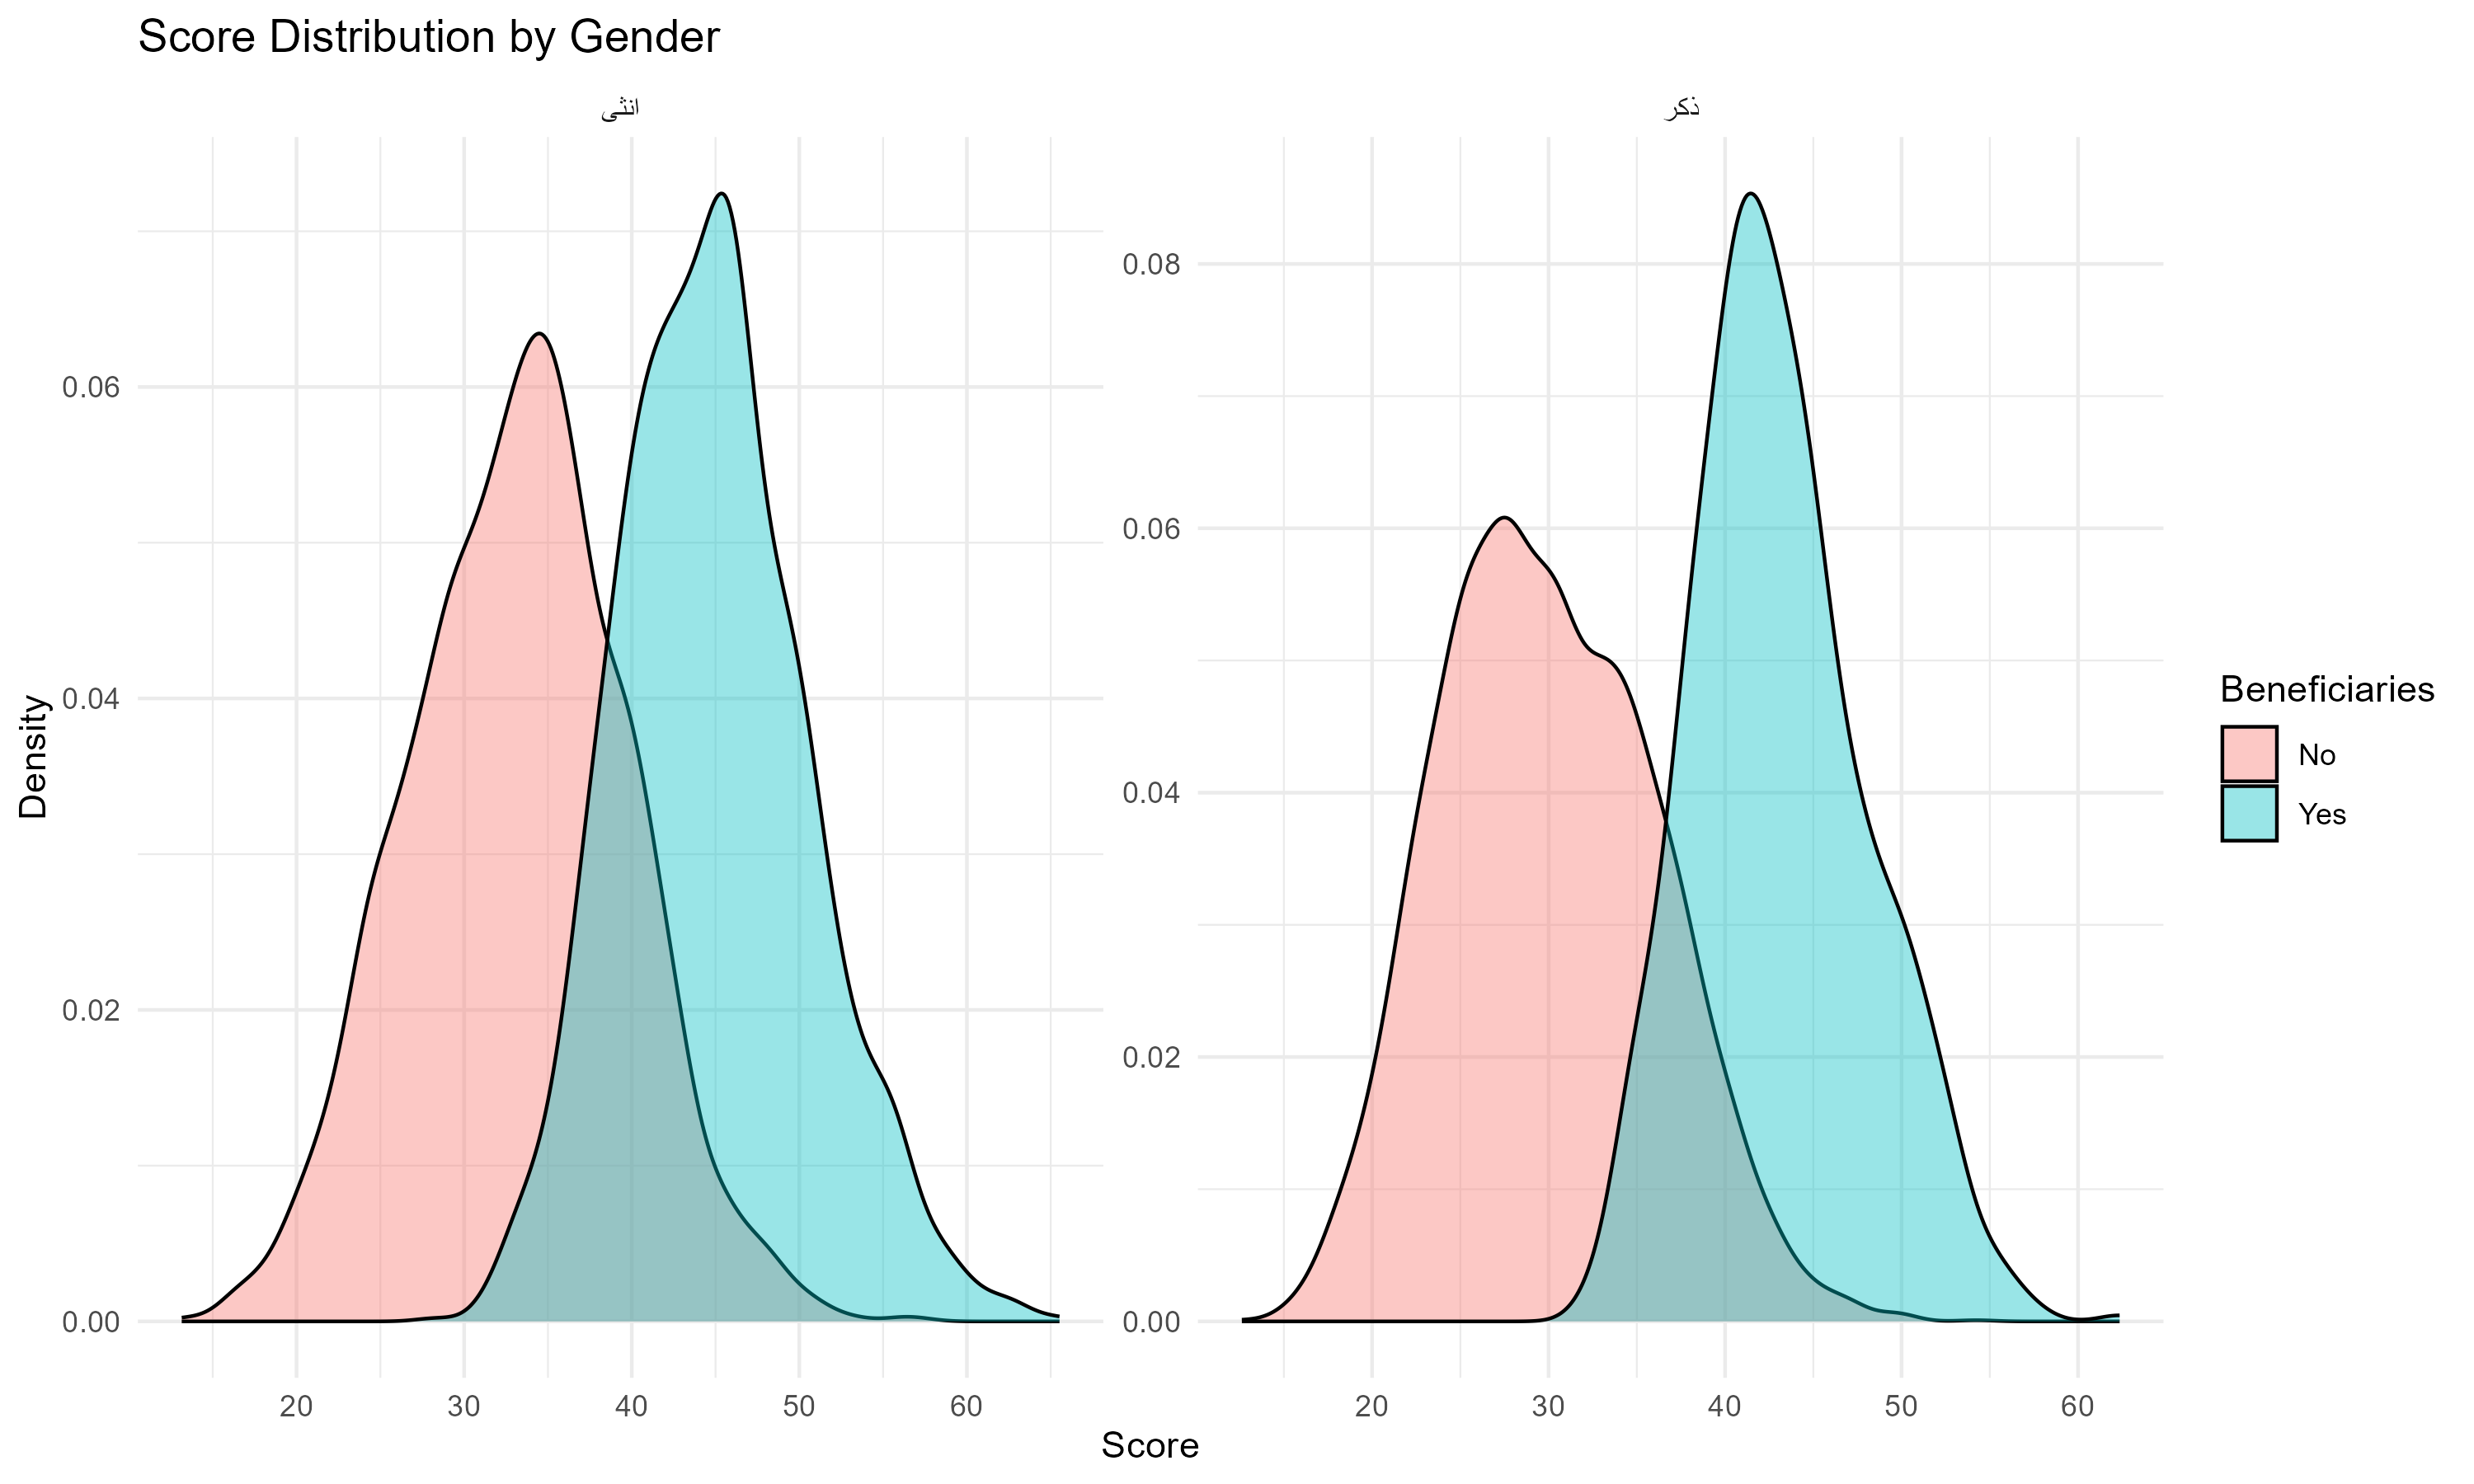 Score Distribution by Gender
انثى
ذكر
Density
0.00
0.02
0.04
0.06
20
30
40
50
60
0.00
0.02
0.04
0.06
0.08
20
30
40
50
60
Score
Beneficiaries
No
Yes